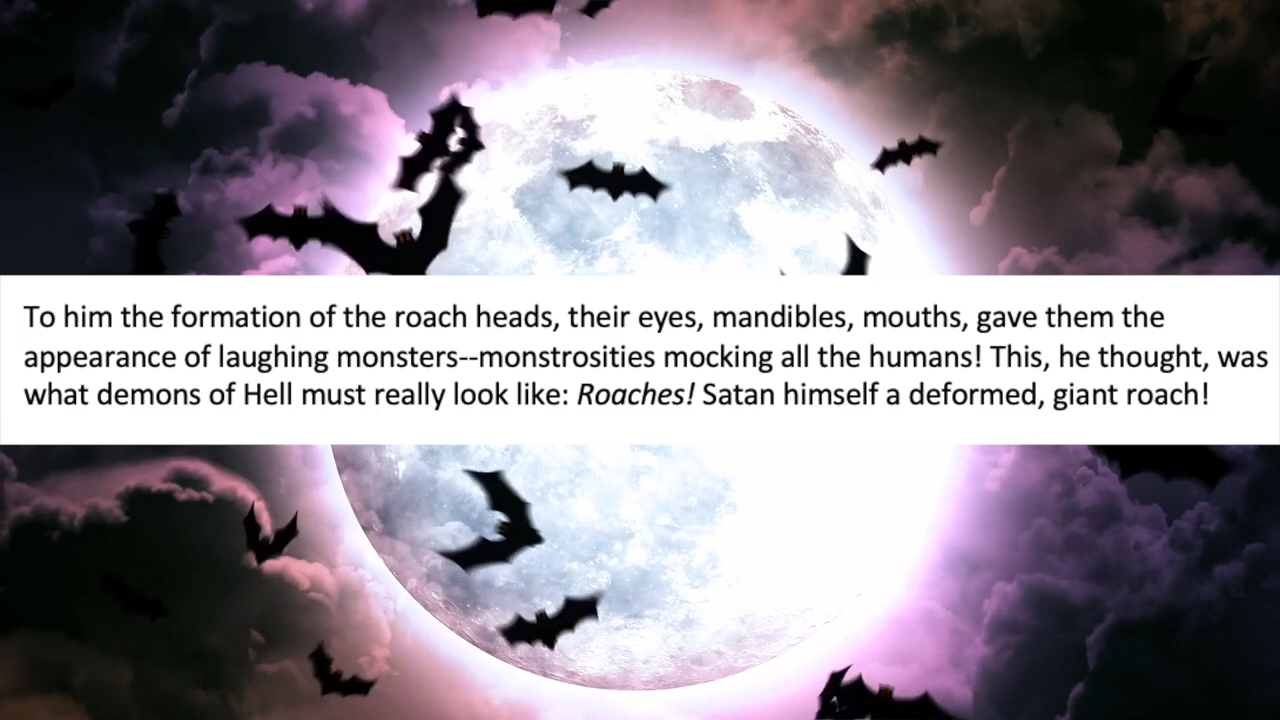 To him the formation of the roach heads, their eyes, mandibles, mouths, gave them the
appearance of laughing monsters--monstrosities mocking all the humans! This, he thought, was
what demons of Hell must really look like: Roaches! Satan himself a deformed, giant roach!